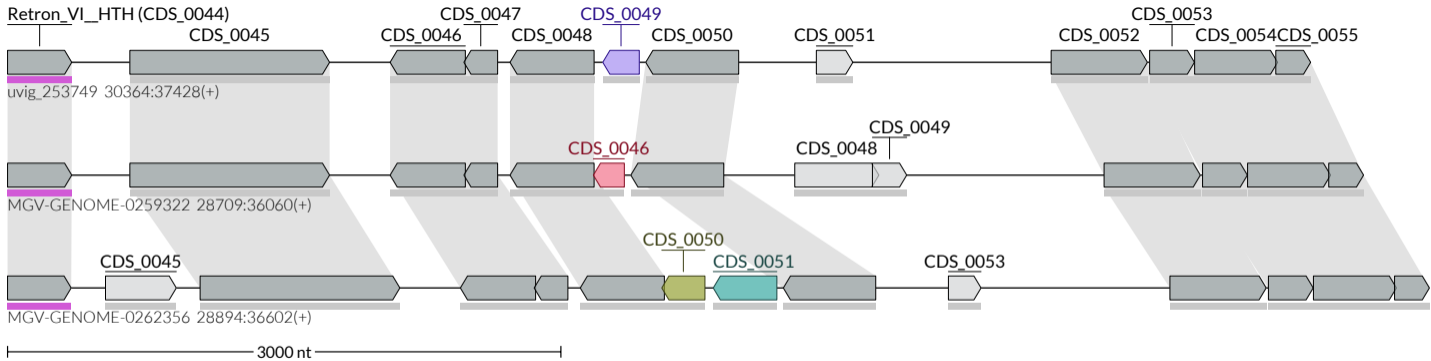 Retron_VI__HTH (CDS_0044) CDS_0045 CDS_0046 CDS_0047 CDS_0048 CDS_0049 CDS_0050 CDS_0051 CDS_0052 CDS_0053 CDS_0054 CDS_0055
uvig_253749 30364:37428(+)
CDS_0046 CDS_0048 CDS_0049
MGV-GENOME-0259322 28709:36060(+)
CDS_0045 CDS_0050 CDS_0051 CDS_0053
MGV-GENOME-0262356 28894:36602(+)
3000 nt